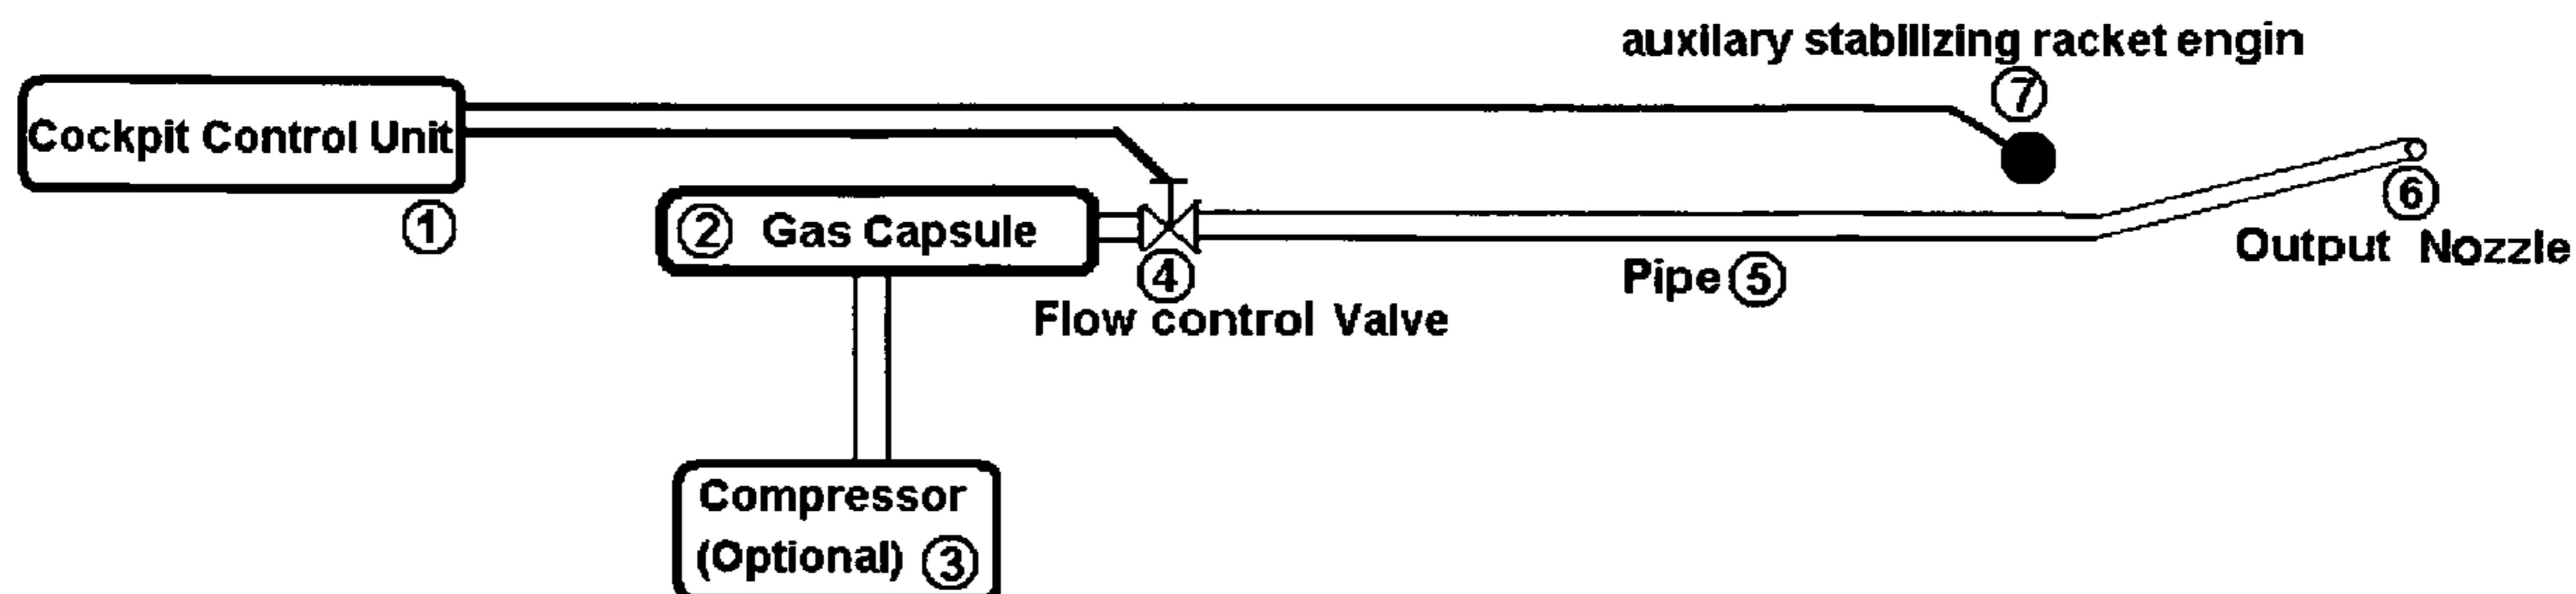 auxilary stabilizing racket engin
7
Cockpit Control Unit
1
2 Gas Capsule
6
Output Nozzle
4
Pipe 5
Flow control Valve
Compressor
(Optional) 3